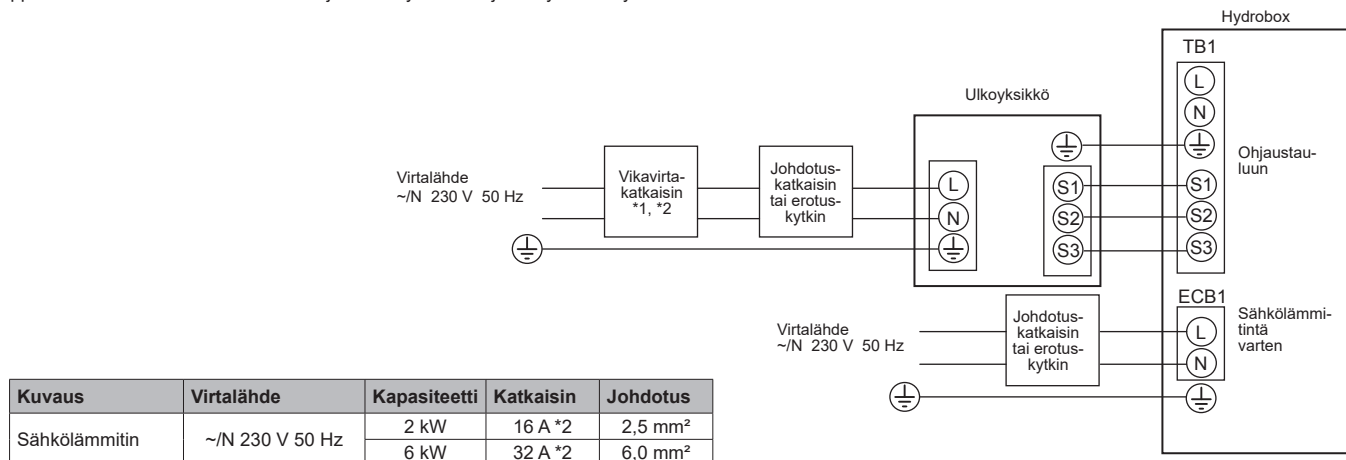 Hydrobox
TB1
L
N
Ulkoyksikkö
Ohjaustau-
luun
Virtalähde
~/N 230 V 50 Hz
Vikavirta-
katkaisin
*1, *2
Johdotus-
katkaisin
tai erotus-
kytkin
L
N
S1
S2
S3
S1
S2
S3
ECB1
Virtalähde
~/N 230 V 50 Hz
Johdotus-
katkaisin
tai erotus-
kytkin
L
N
Sähkölämmi-
tintä
varten
Kuvaus Virtalähde Kapasiteetti Katkaisin Johdotus
Sähkölämmitin ~/N 230 V 50 Hz 2 kW 16 A *2 2,5 mm²
6 kW 32 A *2 6,0 mm²